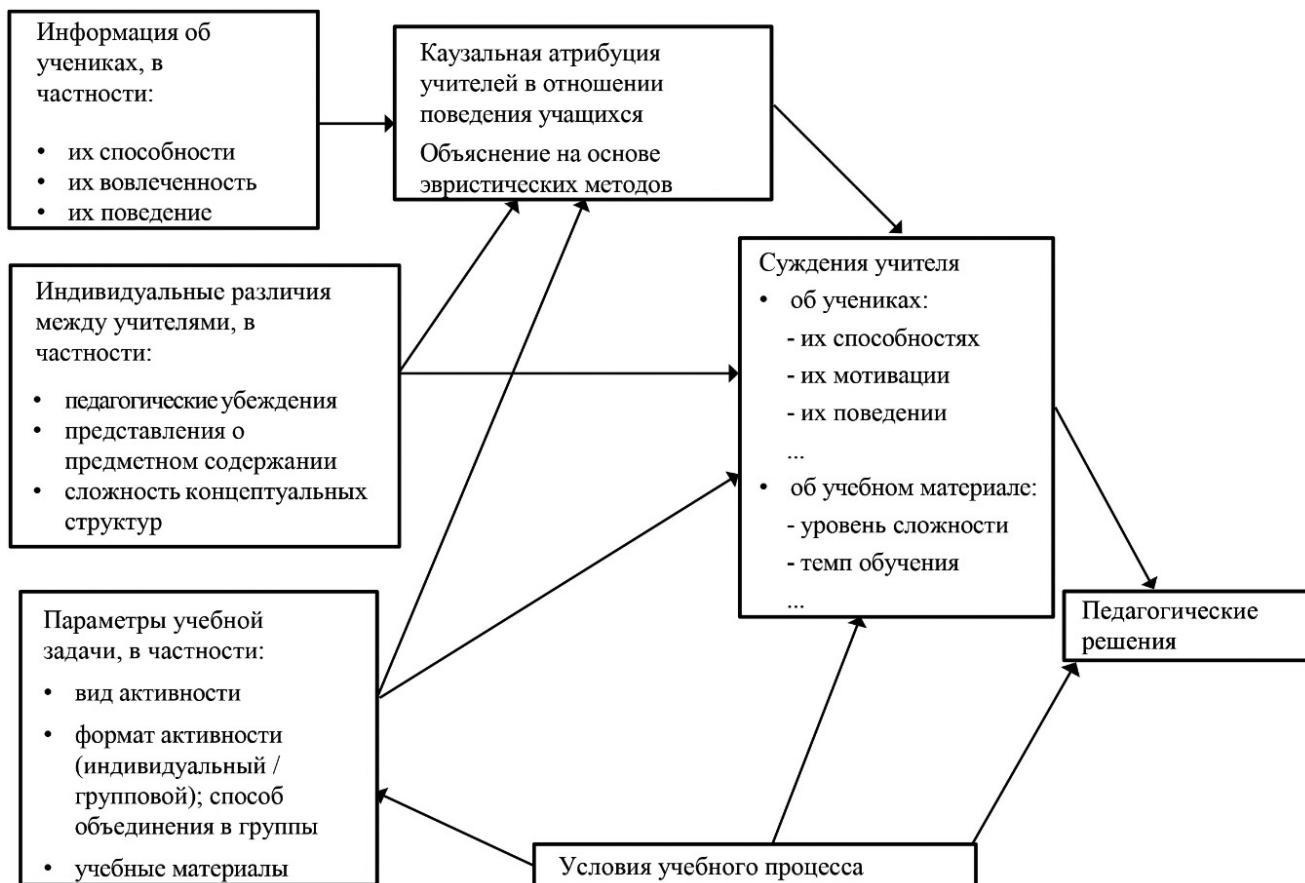 Информация об
учениках, в
частности:
• их способности
• их вовлеченность
• их поведение
Каузальная атрибуция
учителей в отношении
поведения учащихся
Объяснение на основе
эвристических методов
Индивидуальные различия
между учителями, в
частности:
• педагогические убеждения
• представления о
предметном содержании
• сложность концептуальных
структур
Суждения учителя
• об учениках:
- их способностях
- их мотивации
- их поведении
...
• об учебном материале:
- уровень сложности
- темп обучения
...
Параметры учебной
задачи, в частности:
• вид активности
• формат активности
(индивидуальный /
групповой); способ
объединения в группы
• учебные материалы
Педагогические
решения
Условия учебного процесса